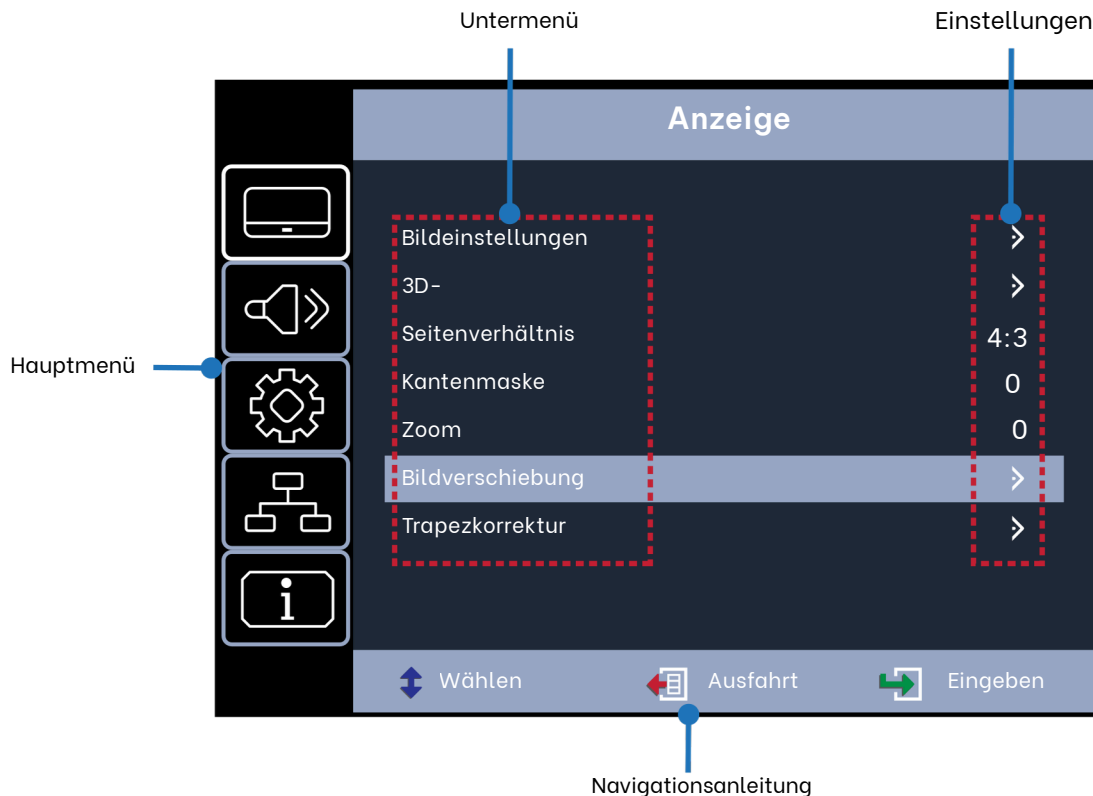 Untermenü
Einstellungen
Anzeige
Bildeinstellungen
3D-
Seitenverhältnis 4:3
Hauptmenü
Kantenmaske 0
Zoom 0
Bildverschiebung
Trapezkorrektur
i
Wählen Ausfahrt Eingeben
Navigationsanleitung